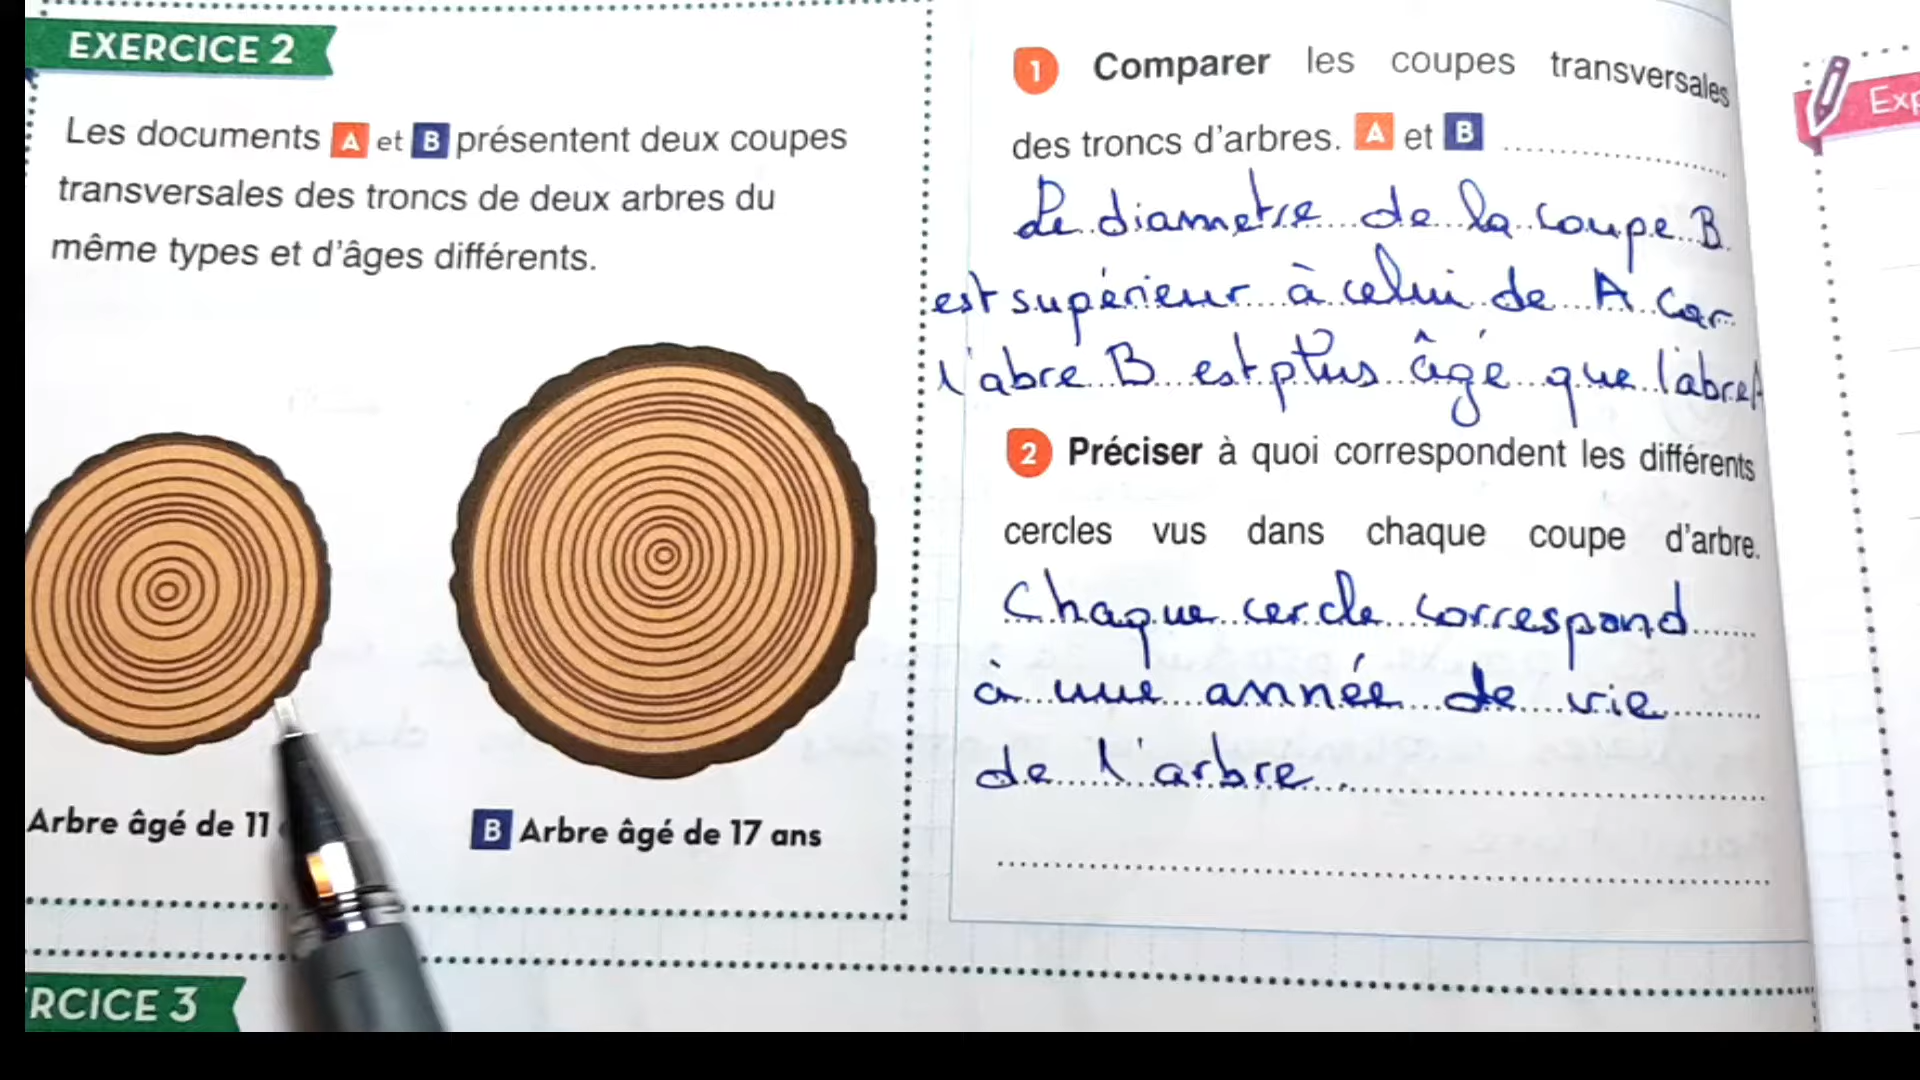 EXERCICE 2
Les documents A et B présentent deux coupes
transversales des troncs de deux arbres du
même types et d'âges différents.
Arbre âgé de 11
B Arbre âgé de 17 ans
RCICE 3
1 Comparer les coupes transversales
des troncs d'arbres. A et B
Le diametre de la coupe B
est supérieur à celui de A car
l'abre B est plus âgé que l'abre A
2 Préciser à quoi correspondent les différents
cercles vus dans chaque coupe d'arbre.
Chaque cercle correspond
à une année de vie
de l'arbre.
Exp